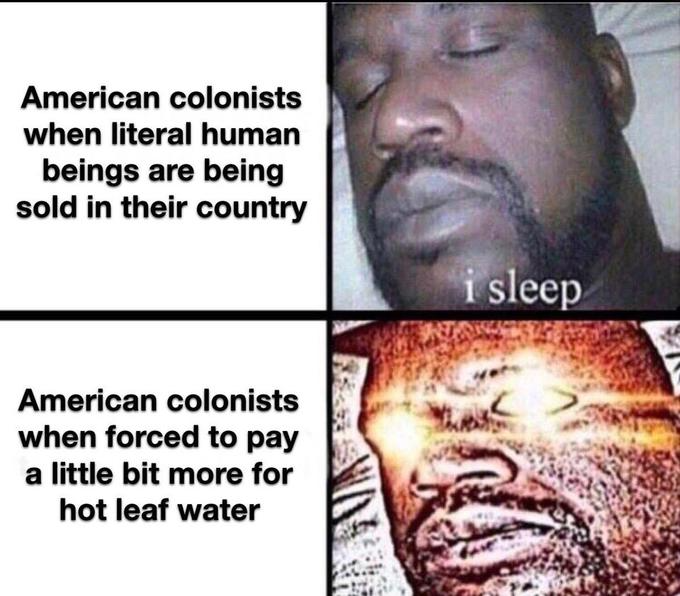 American colonists
when literal human
beings are being
sold in their country
i sleep
American colonists
when forced to pay
a little bit more for
hot leaf water